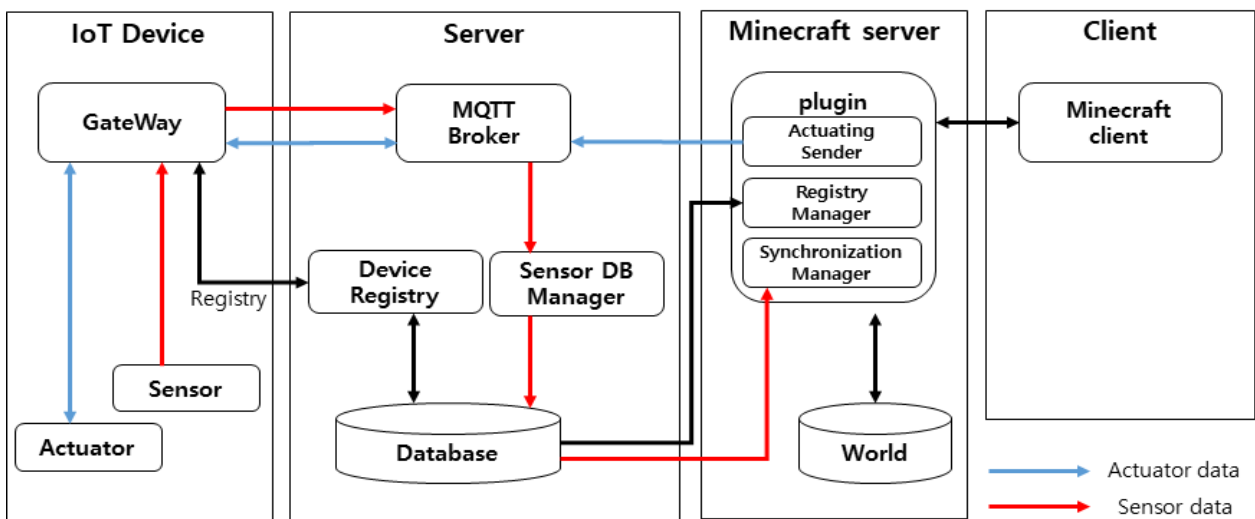 IoT Device
Server
Minecraft server
Client
GateWay
MQTT
Broker
plugin
Actuating
Sender
Registry
Manager
Synchronization
Manager
Minecraft
client
Registry
Device
Registry
Sensor DB
Manager
Sensor
Actuator
Database
World
Actuator data
Sensor data